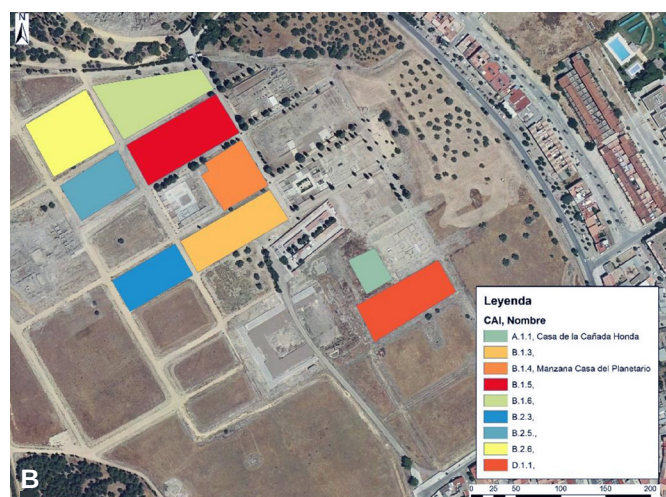 N
Leyenda
CAI, Nombre
A.1.1, Casa de la Cañada Honda
B.1.3,
B.1.4, Manzana Casa del Planetario
B.1.5,
B.1.6,
B.2.3,
B.2.5.,
B.2.6,
D.1.1,
B
0 25 50 100 150 200